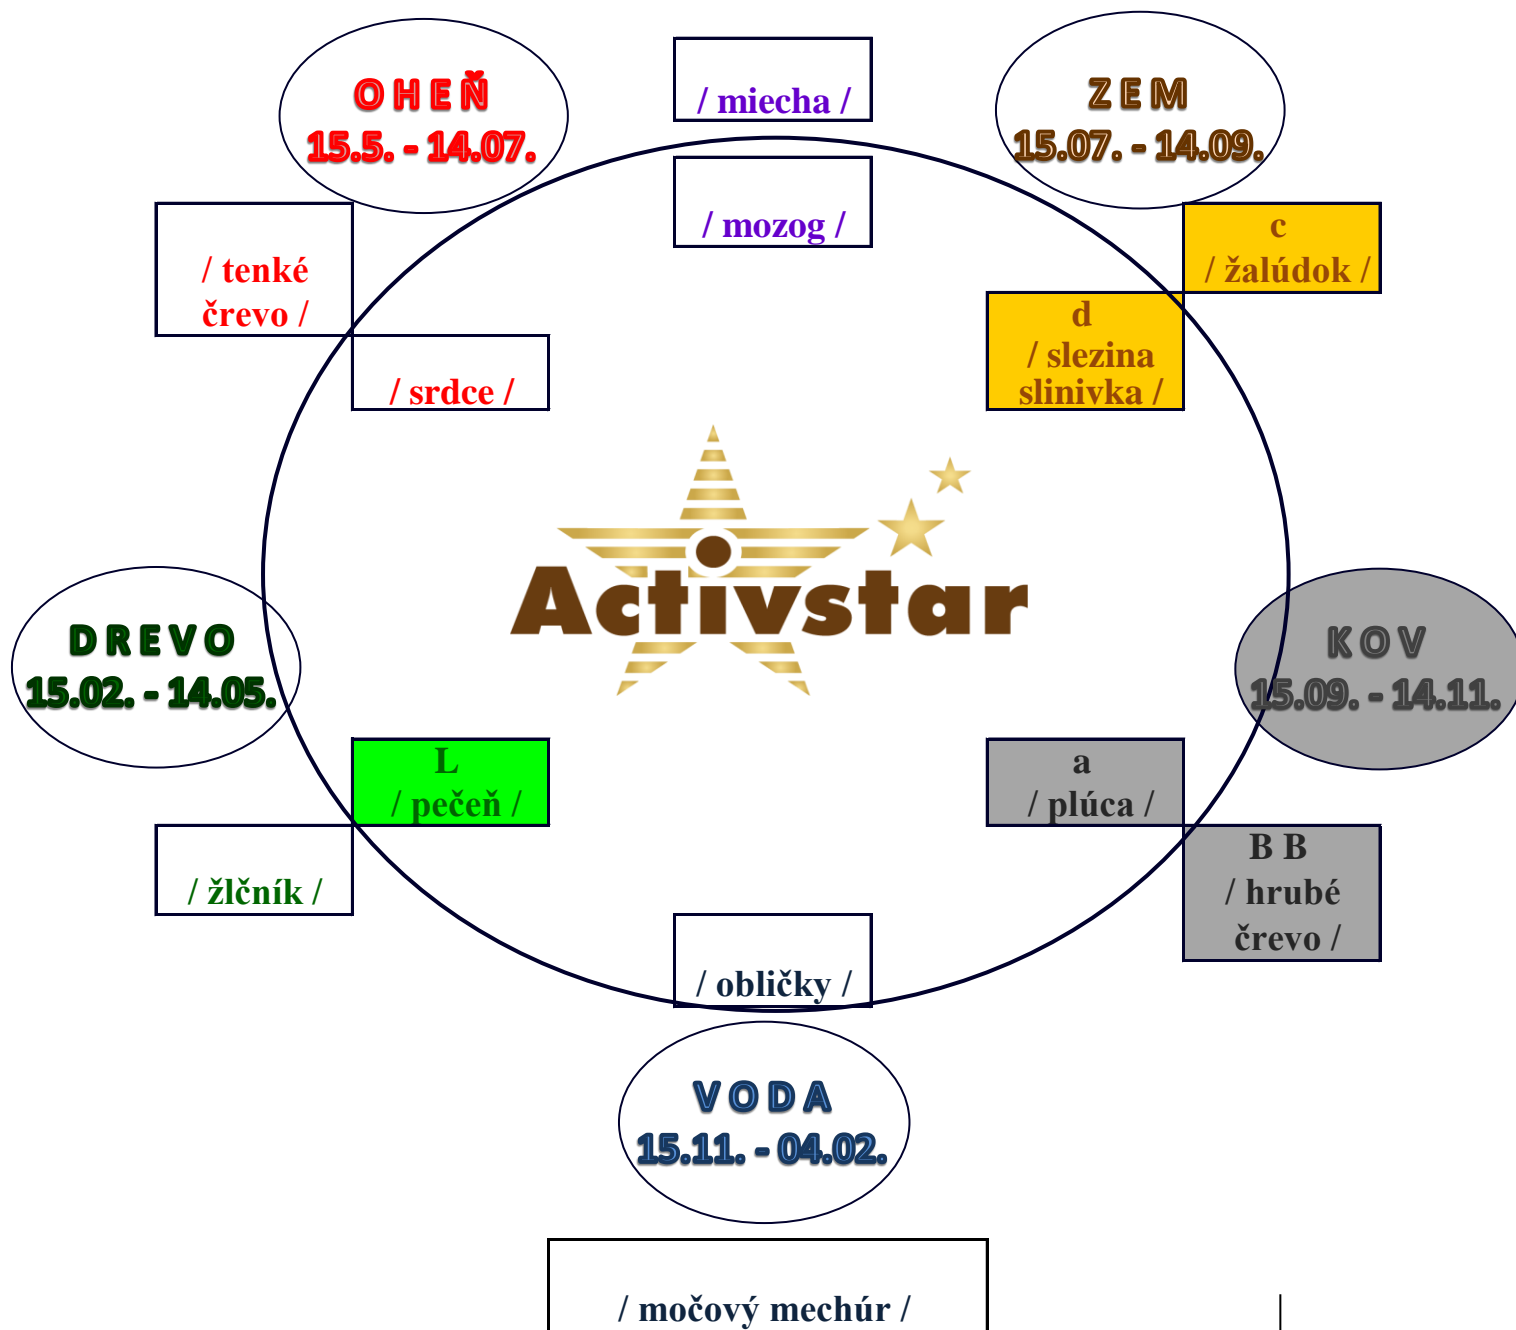 O H E Ň
15.5. - 14.07.
/ miecha /
Z E M
15.07. - 14.09.
/ mozog /
/ tenké
črevo /
c
/ žalúdok /
/ srdce /
d
/ slezina
slinivka /
Activstar
D R E V O
15.02. - 14.05.
K O V
15.09. - 14.11.
L
/ pečeň /
a
/ plúca /
/ žlčník /
B B
/ hrubé
črevo /
/ obličky /
V O D A
15.11. - 04.02.
/ močový mechúr /